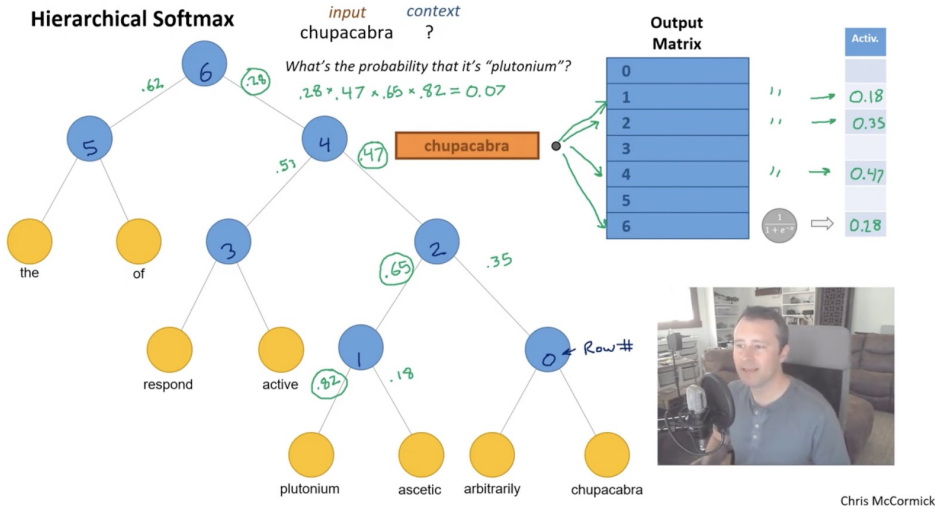 Hierarchical Softmax
input context
chupacabra ?
What's the probability that it's “plutonium”?
.28 × .47 × .65 × .82 = 0.07
Output
Matrix
Activ.
0
1 " 0.18
2 " 0.35
3
4 " 0.47
5
6 1/(1+e^-x) 0.28
chupacabra
6
.62 .28
5
4
.53 .47
the
of
3
2
.65 .35
respond
active
1
0 Row#
.82 .18
plutonium
ascetic
arbitrarily
chupacabra
Chris McCormick